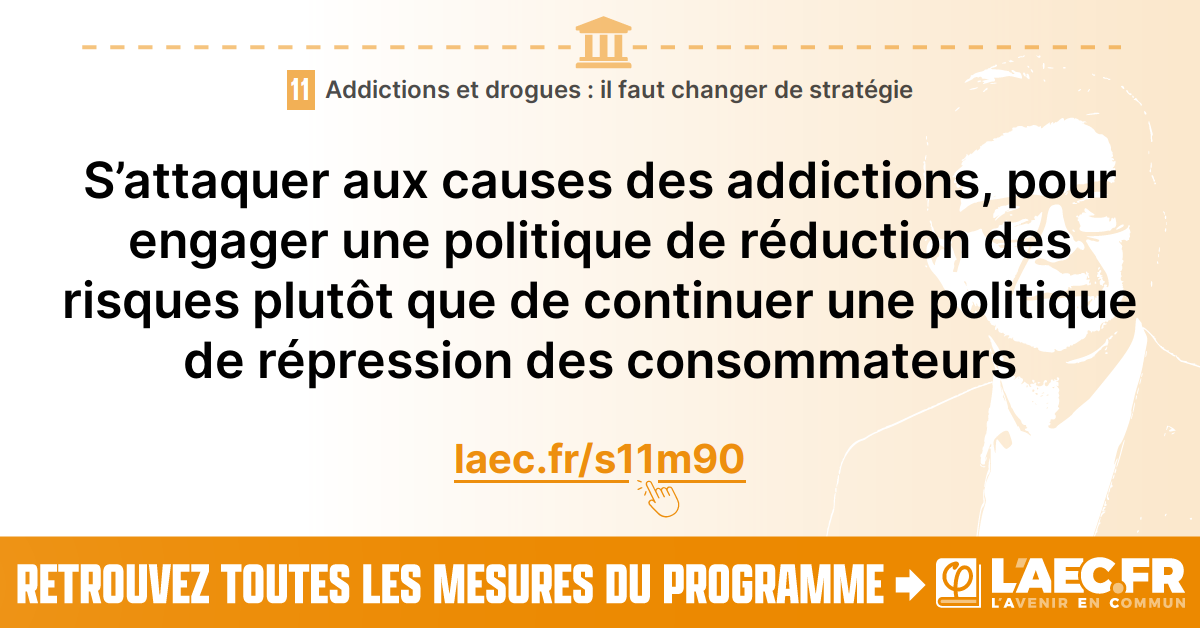 11 Addictions et drogues : il faut changer de stratégie
S’attaquer aux causes des addictions, pour
engager une politique de réduction des
risques plutôt que de continuer une politique
de répression des consommateurs
laec.fr/s11m90
RETROUVEZ TOUTES LES MESURES DU PROGRAMME
φ L'AEC.FR
L'AVENIR EN COMMUN